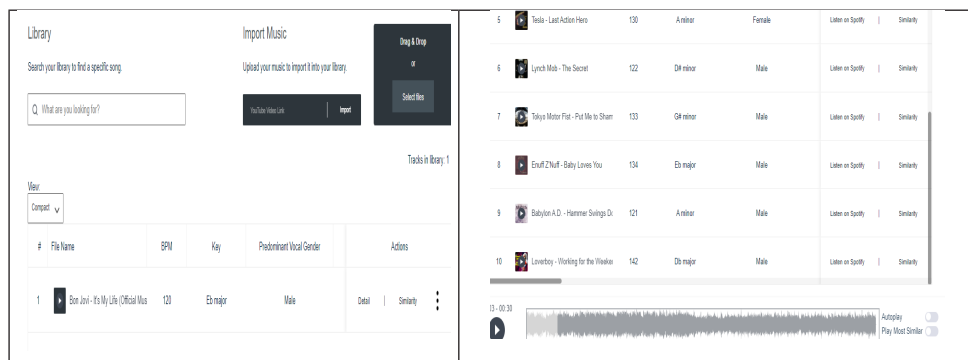 Library
Import Music
Search your library to find a specific song.
Upload your music to import it into your library.
Drag & Drop
or
Select files
What are you looking for?
YouTube Video Link
Import
Tracks in library: 1
View:
Compact
# File Name BPM Key Predominant Vocal Gender Actions
1 Bon Jovi - It's My Life (Official Mus 120 Eb major Male Detail | Similarity
5 Tesla - Last Action Hero 130 A minor Female Listen on Spotify | Similarity
6 Lynch Mob - The Secret 122 D# minor Male Listen on Spotify | Similarity
7 Tokyo Motor Fist - Put Me to Sham 133 G# minor Male Listen on Spotify | Similarity
8 Enuff Z'Nuff - Baby Loves You 134 Eb major Male Listen on Spotify | Similarity
9 Babylon A.D. - Hammer Swings Do 121 A minor Male Listen on Spotify | Similarity
10 Loverboy - Working for the Weeke 142 Db major Male Listen on Spotify | Similarity
13 - 00:30
Autoplay
Play Most Similar